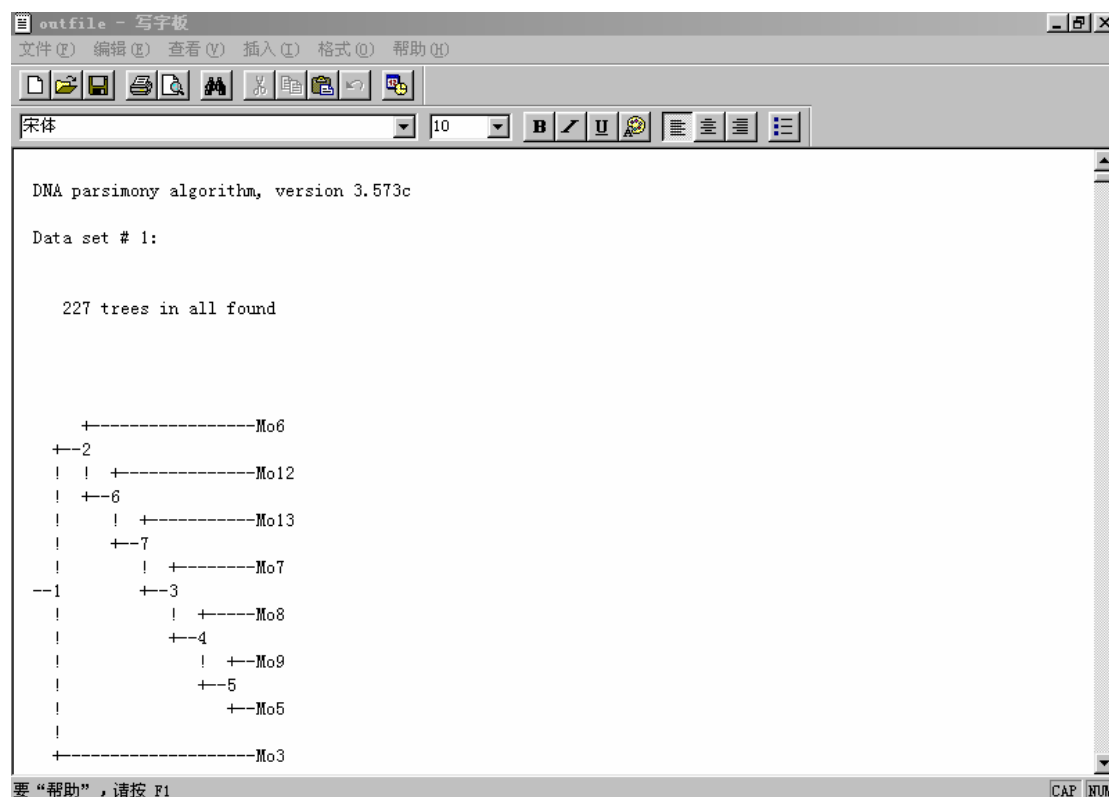 outfile - 写字板
文件(F) 编辑(E) 查看(V) 插入(I) 格式(O) 帮助(H)
宋体 10 B I U
DNA parsimony algorithm, version 3.573c
Data set # 1:
227 trees in all found
+-----------------Mo6
+--2
! ! +--------------Mo12
! +--6
! ! +-----------Mo13
! +--7
! ! +--------Mo7
--1 +--3
! ! +-----Mo8
! +--4
! ! +--Mo9
! +--5
! +--Mo5
!
+--------------------Mo3
要“帮助”，请按 F1 CAP NUM